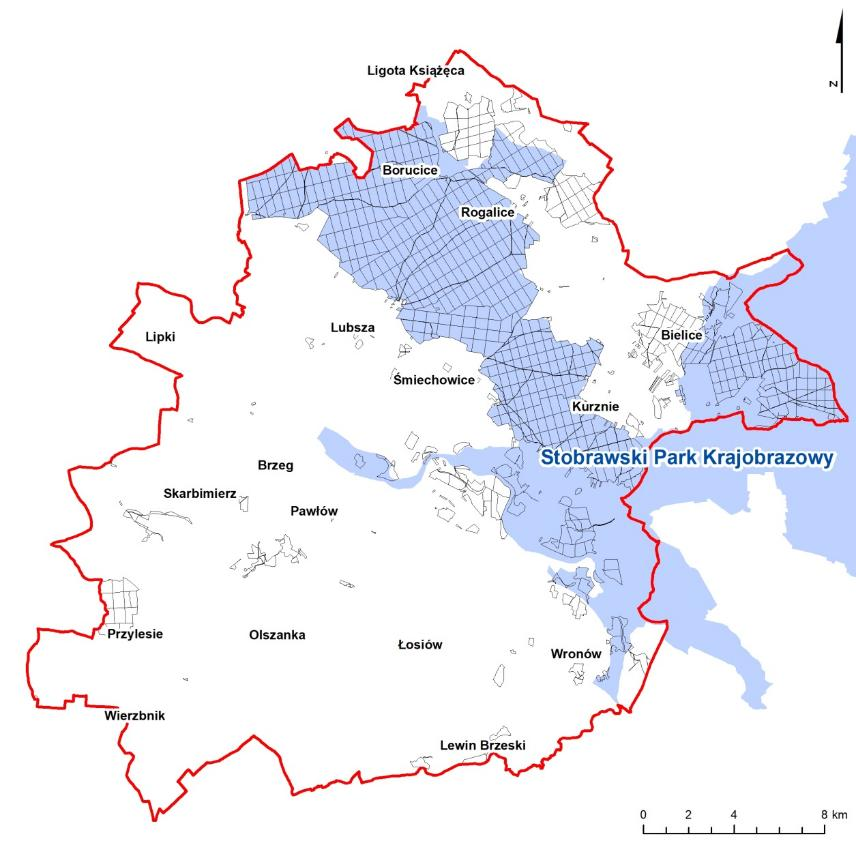 Ligota Książęca
N
Borucice
Rogalice
Lipki
Lubsza
Bielice
Śmiechowice
Kurznie
Stobrawski Park Krajobrazowy
Brzeg
Skarbimierz
Pawłów
Przylesie
Olszanka
Łosiów
Wronów
Wierzbnik
Lewin Brzeski
0 2 4 8 km